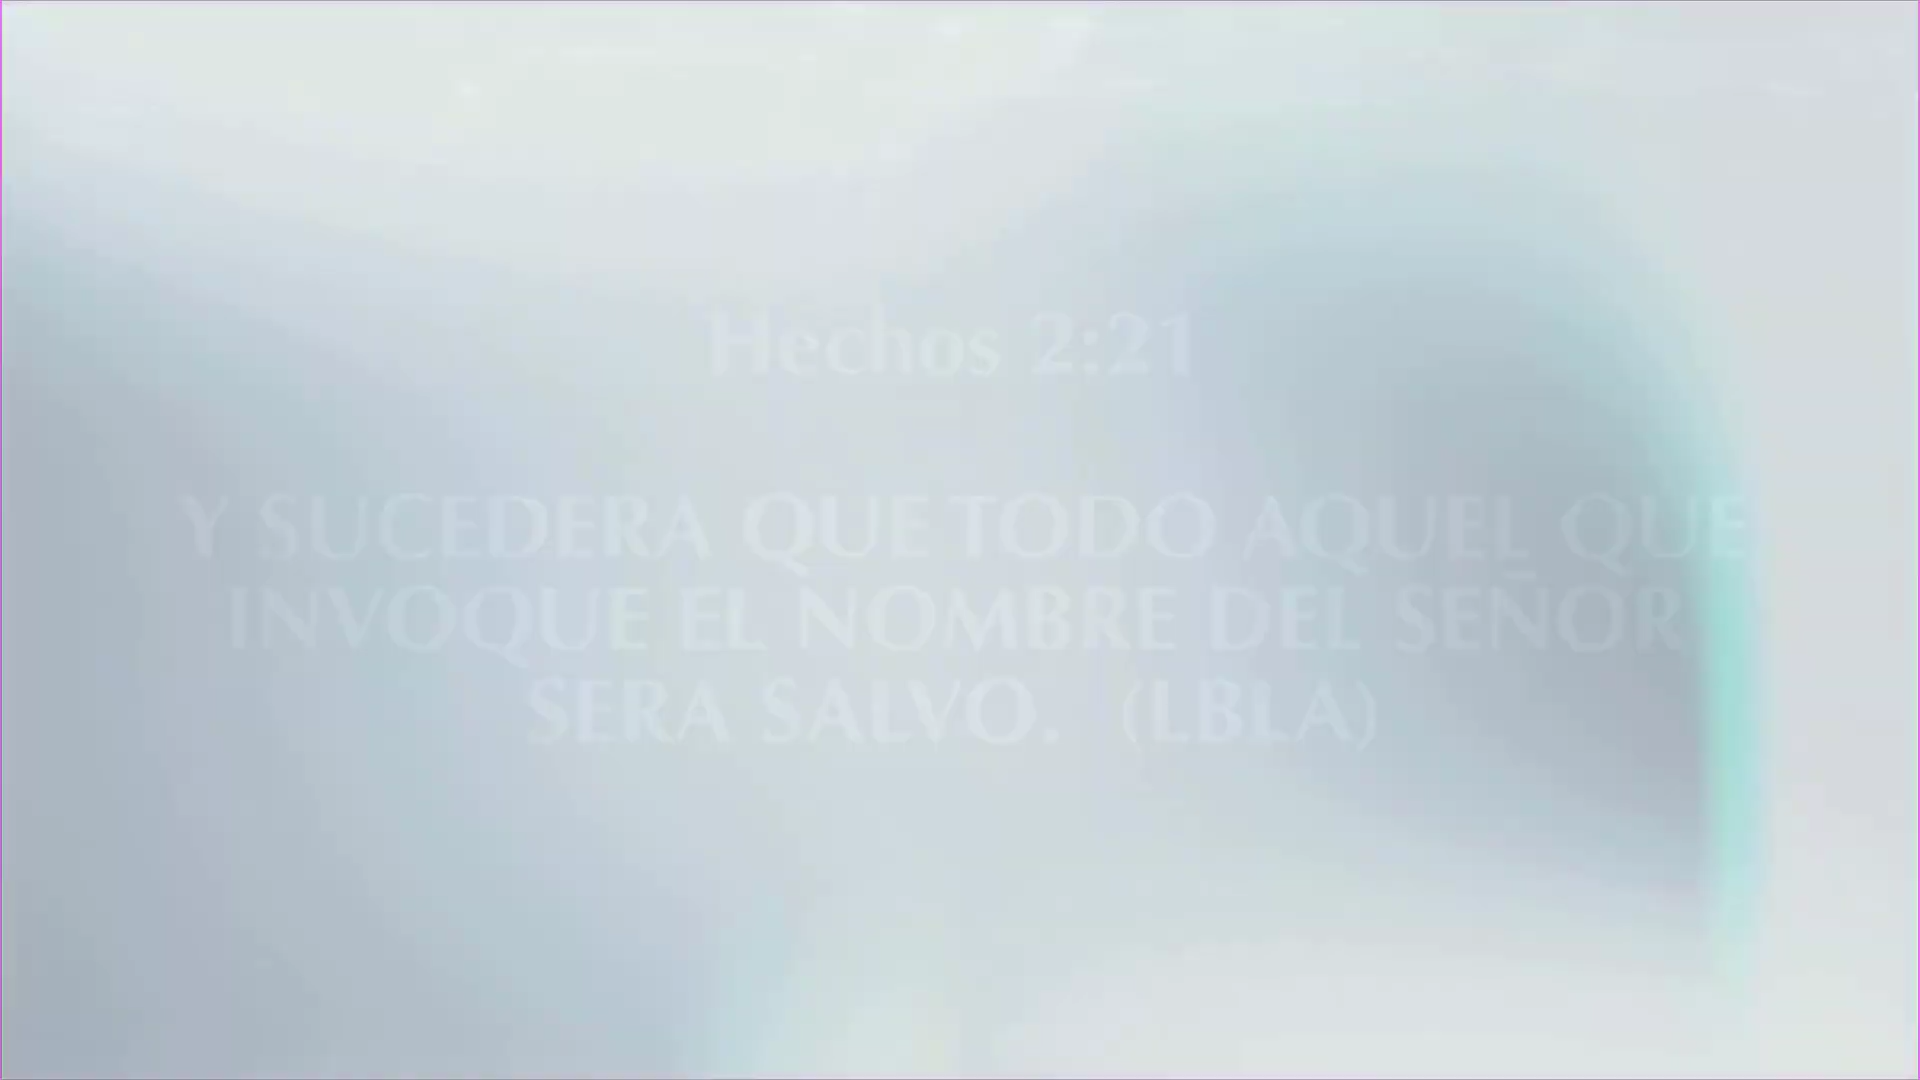 Hechos 2:21
Y SUCEDERA QUE TODO AQUEL QUE
INVOQUE EL NOMBRE DEL SEÑOR
SERA SALVO. (LBLA)